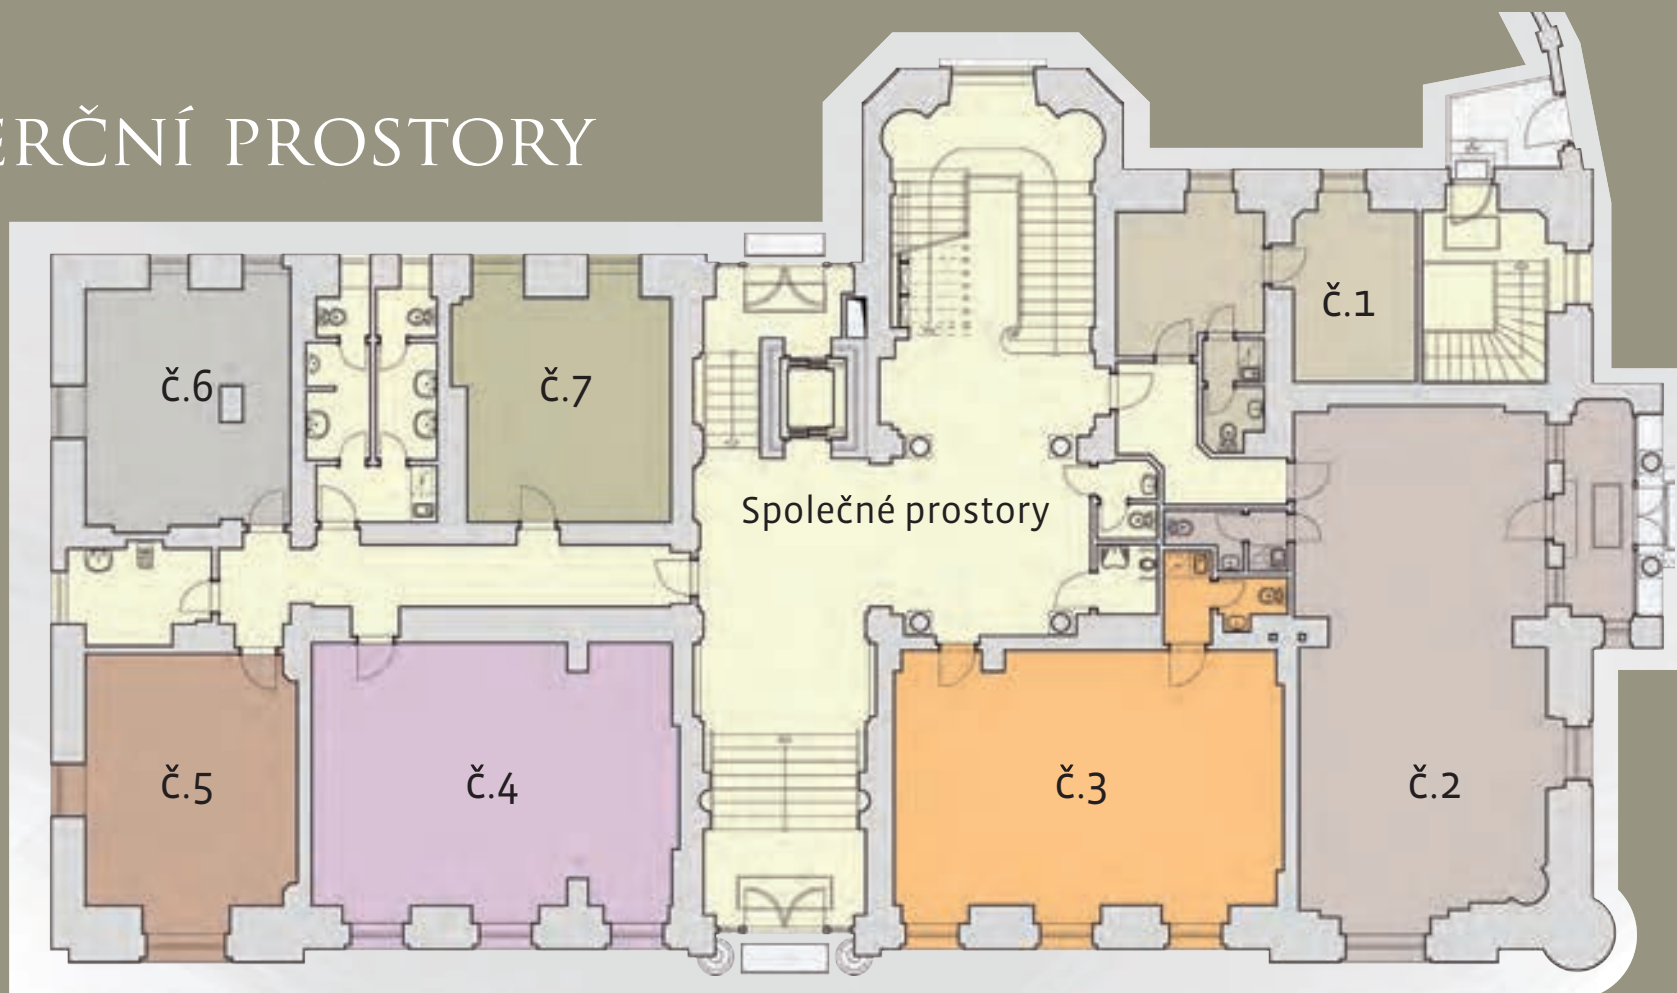 ERČNÍ PROSTORY
č.1
č.6
č.7
Společné prostory
č.5
č.4
č.3
č.2